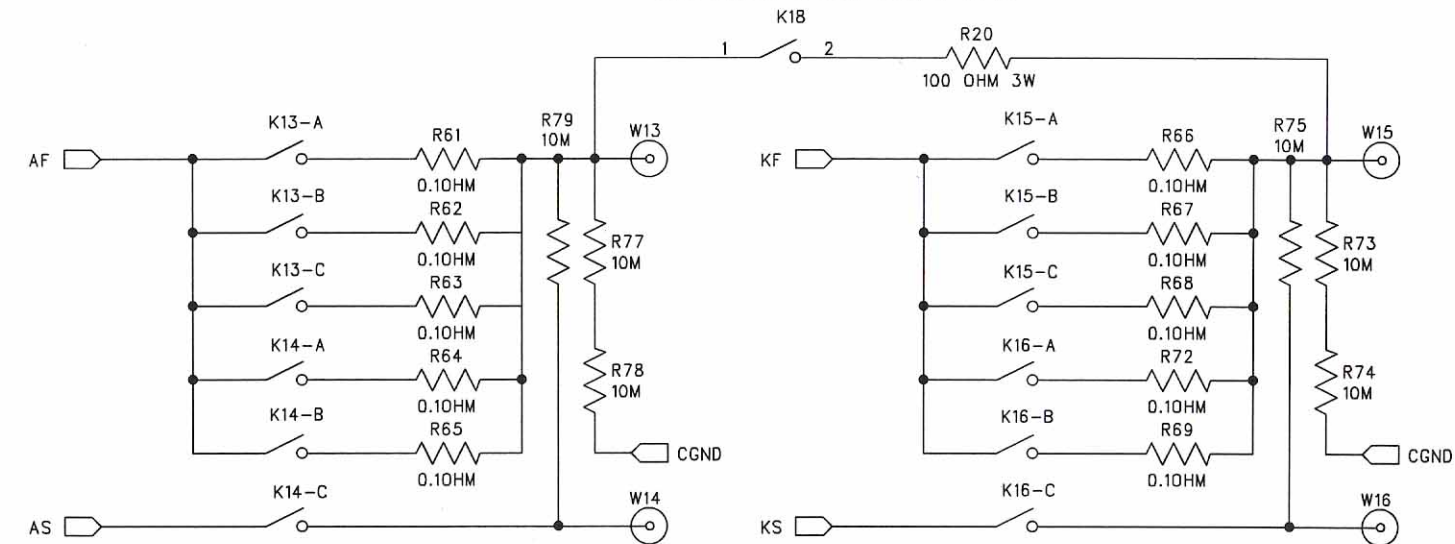 K18
1 2
R20
100 OHM 3W
AF
K13-A
R61
0.1OHM
R79
10M
W13
K13-B
R62
0.1OHM
R77
10M
K13-C
R63
0.1OHM
K14-A
R64
0.1OHM
R78
10M
K14-B
R65
0.1OHM
CGND
AS
K14-C
W14
KF
K15-A
R66
0.1OHM
R75
10M
W15
K15-B
R67
0.1OHM
R73
10M
K15-C
R68
0.1OHM
K16-A
R72
0.1OHM
R74
10M
K16-B
R69
0.1OHM
CGND
KS
K16-C
W16